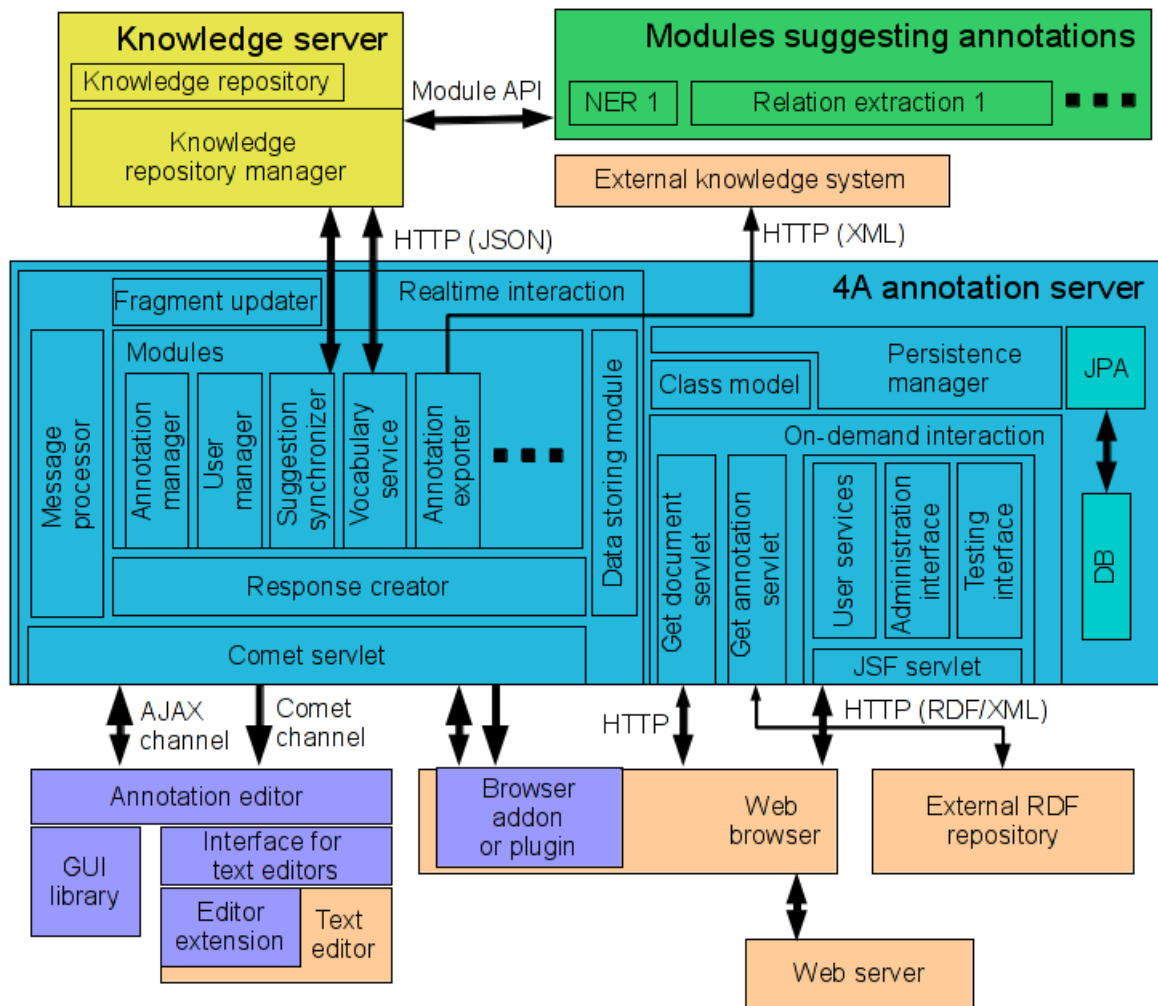 Knowledge server
Knowledge repository
Knowledge
repository manager
Module API
Modules suggesting annotations
NER 1
Relation extraction 1
External knowledge system
HTTP (JSON)
HTTP (XML)
4A annotation server
Realtime interaction
Fragment updater
Message
processor
Modules
Annotation
manager
User
manager
Suggestion
synchronizer
Vocabulary
service
Annotation
exporter
Data storing module
Response creator
Comet servlet
Persistence
manager
Class model
JPA
DB
On-demand interaction
Get document
servlet
Get annotation
servlet
User services
Administration
interface
Testing
interface
JSF servlet
AJAX
channel
Comet
channel
HTTP
HTTP (RDF/XML)
Annotation editor
GUI
library
Interface for
text editors
Editor
extension
Text
editor
Browser
addon
or plugin
Web
browser
External RDF
repository
Web server